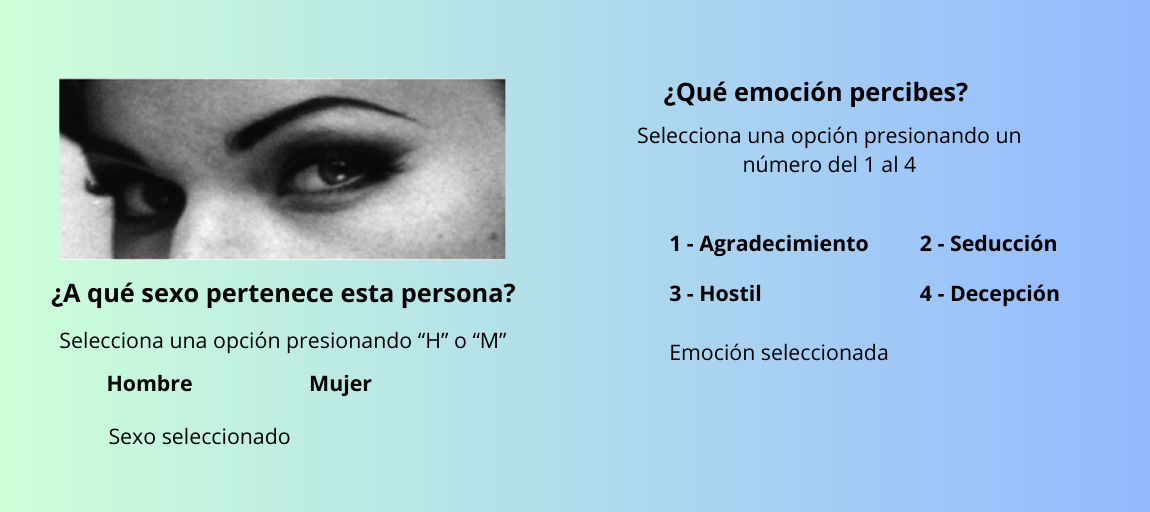 ¿A qué sexo pertenece esta persona?
Selecciona una opción presionando “H” o “M”
Hombre Mujer
Sexo seleccionado
¿Qué emoción percibes?
Selecciona una opción presionando un
número del 1 al 4
1 - Agradecimiento 2 - Seducción
3 - Hostil 4 - Decepción
Emoción seleccionada